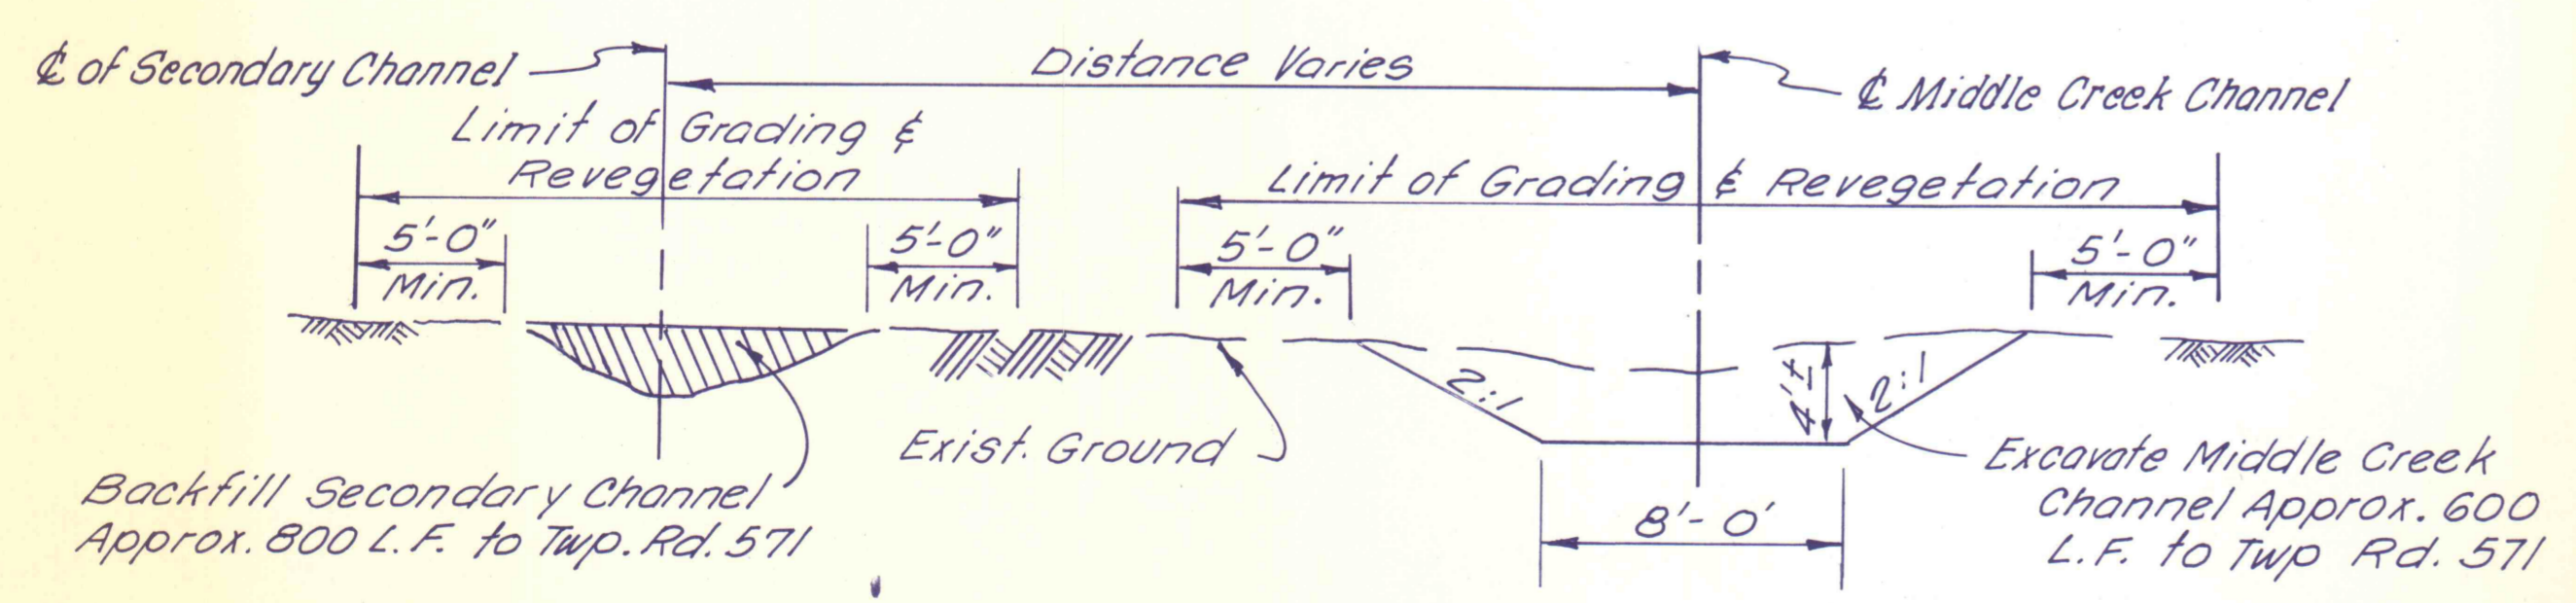 ℄ of Secondary Channel
Distance Varies
℄ Middle Creek Channel
Limit of Grading &
Revegetation
Limit of Grading & Revegetation
5'-0"
Min.
5'-0"
Min.
5'-0"
Min.
5'-0"
Min.
2:1
4'±
2:1
Exist. Ground
Backfill Secondary Channel
Approx. 800 L.F. to Twp. Rd. 571
8'-0'
Excavate Middle Creek
Channel Approx. 600
L.F. to Twp Rd. 571